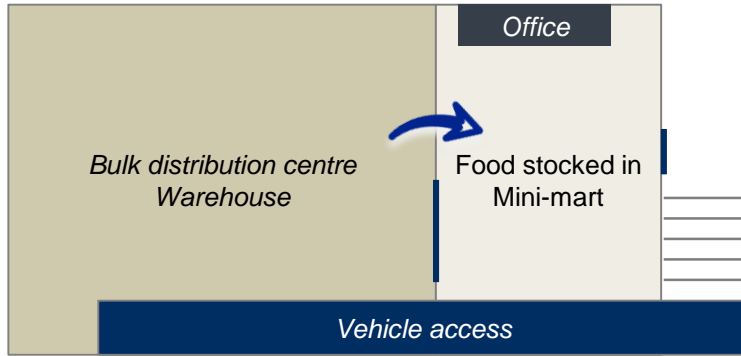 Office
Bulk distribution centre
Warehouse
Food stocked in
Mini-mart
Vehicle access